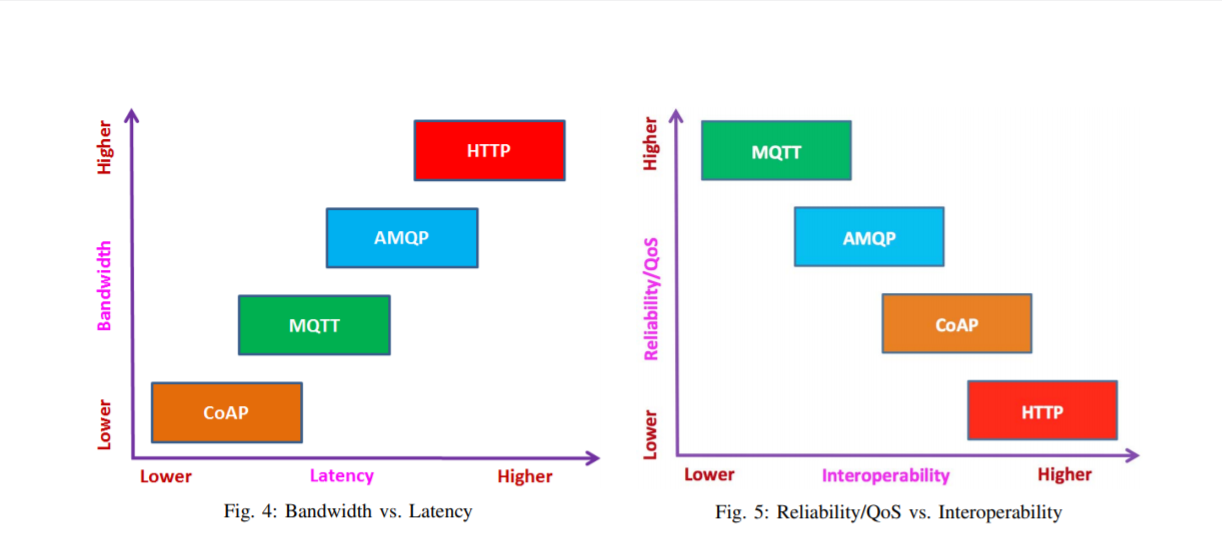 Higher
Bandwidth
Lower
HTTP
AMQP
MQTT
CoAP
Lower Latency Higher
Fig. 4: Bandwidth vs. Latency
Higher
Reliability/QoS
Lower
MQTT
AMQP
CoAP
HTTP
Lower Interoperability Higher
Fig. 5: Reliability/QoS vs. Interoperability